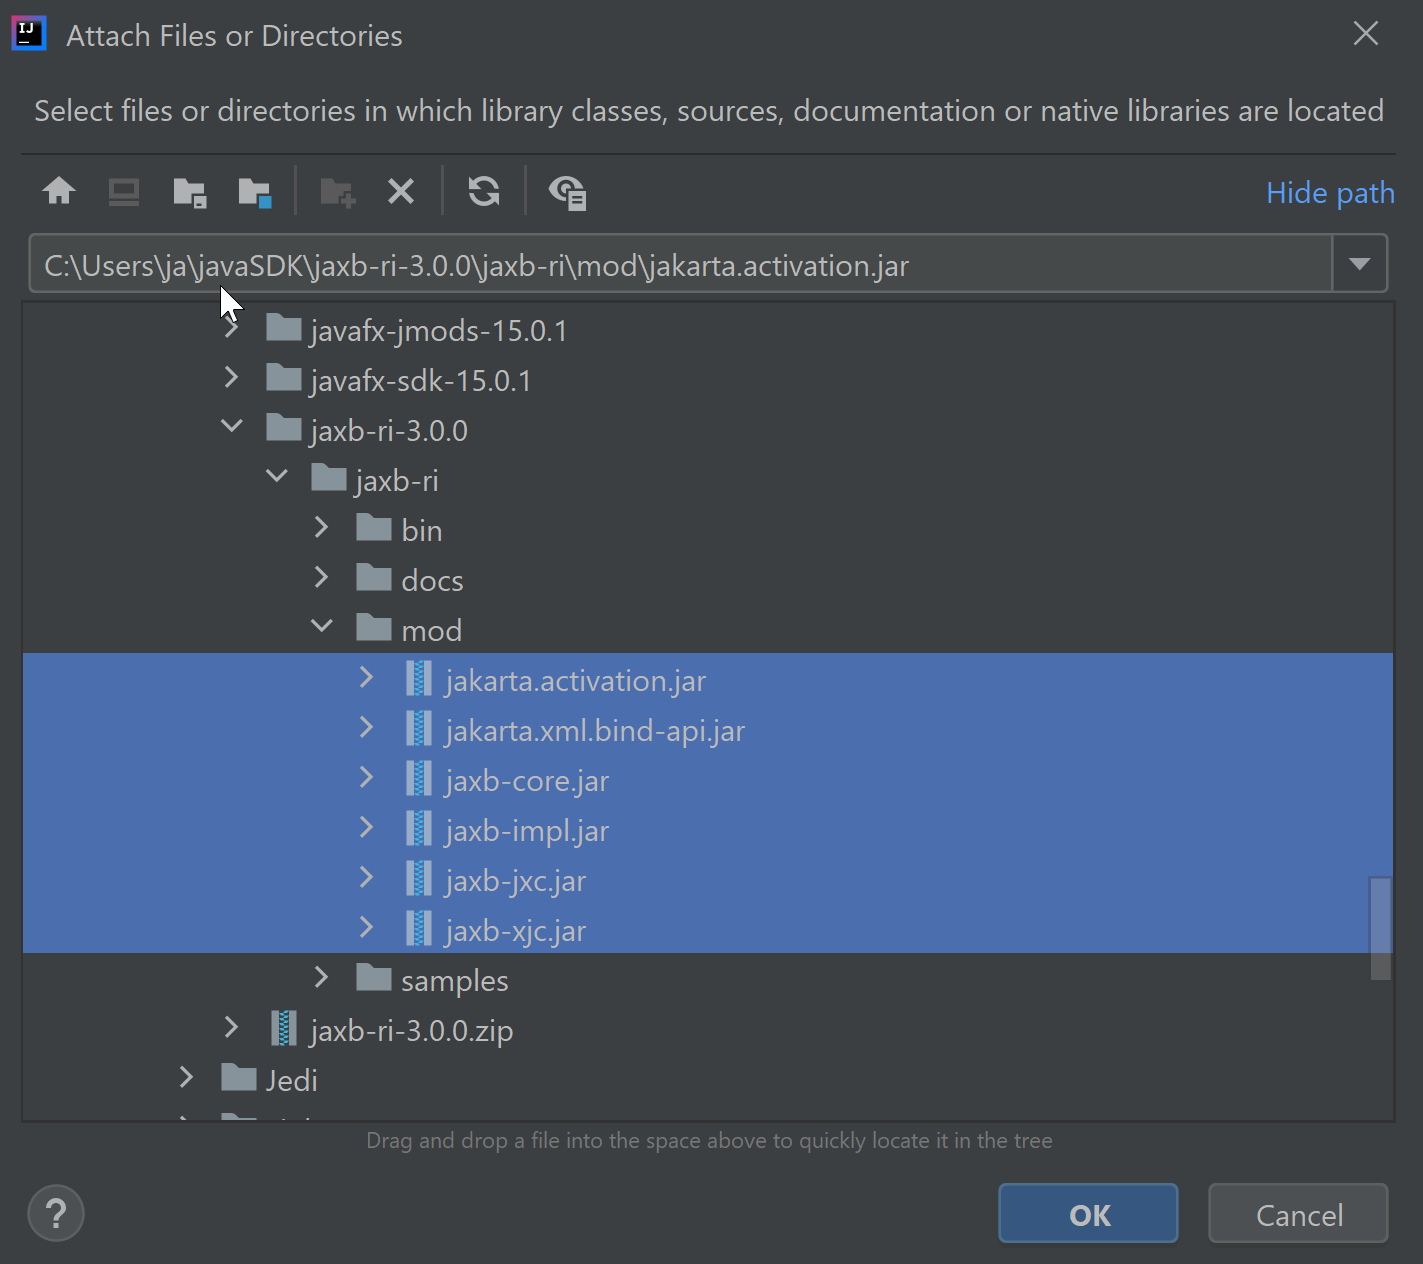 IJ
Attach Files or Directories
Select files or directories in which library classes, sources, documentation or native libraries are located
Hide path
C:\Users\ja\javaSDK\jaxb-ri-3.0.0\jaxb-ri\mod\jakarta.activation.jar
javafx-jmods-15.0.1
javafx-sdk-15.0.1
jaxb-ri-3.0.0
jaxb-ri
bin
docs
mod
jakarta.activation.jar
jakarta.xml.bind-api.jar
jaxb-core.jar
jaxb-impl.jar
jaxb-jxc.jar
jaxb-xjc.jar
samples
jaxb-ri-3.0.0.zip
Jedi
Drag and drop a file into the space above to quickly locate it in the tree
?
OK
Cancel